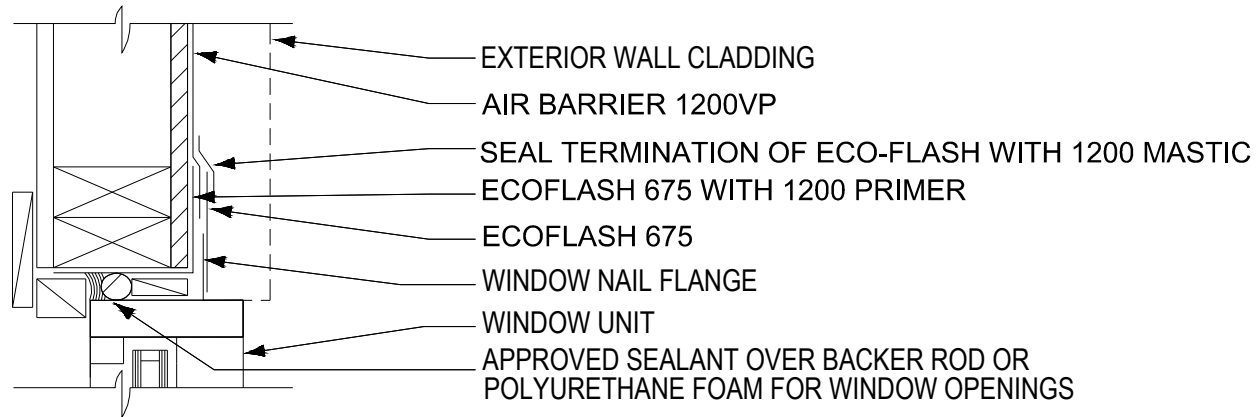 EXTERIOR WALL CLADDING
AIR BARRIER 1200VP
SEAL TERMINATION OF ECO-FLASH WITH 1200 MASTIC
ECOFLASH 675 WITH 1200 PRIMER
ECOFLASH 675
WINDOW NAIL FLANGE
WINDOW UNIT
APPROVED SEALANT OVER BACKER ROD OR
POLYURETHANE FOAM FOR WINDOW OPENINGS